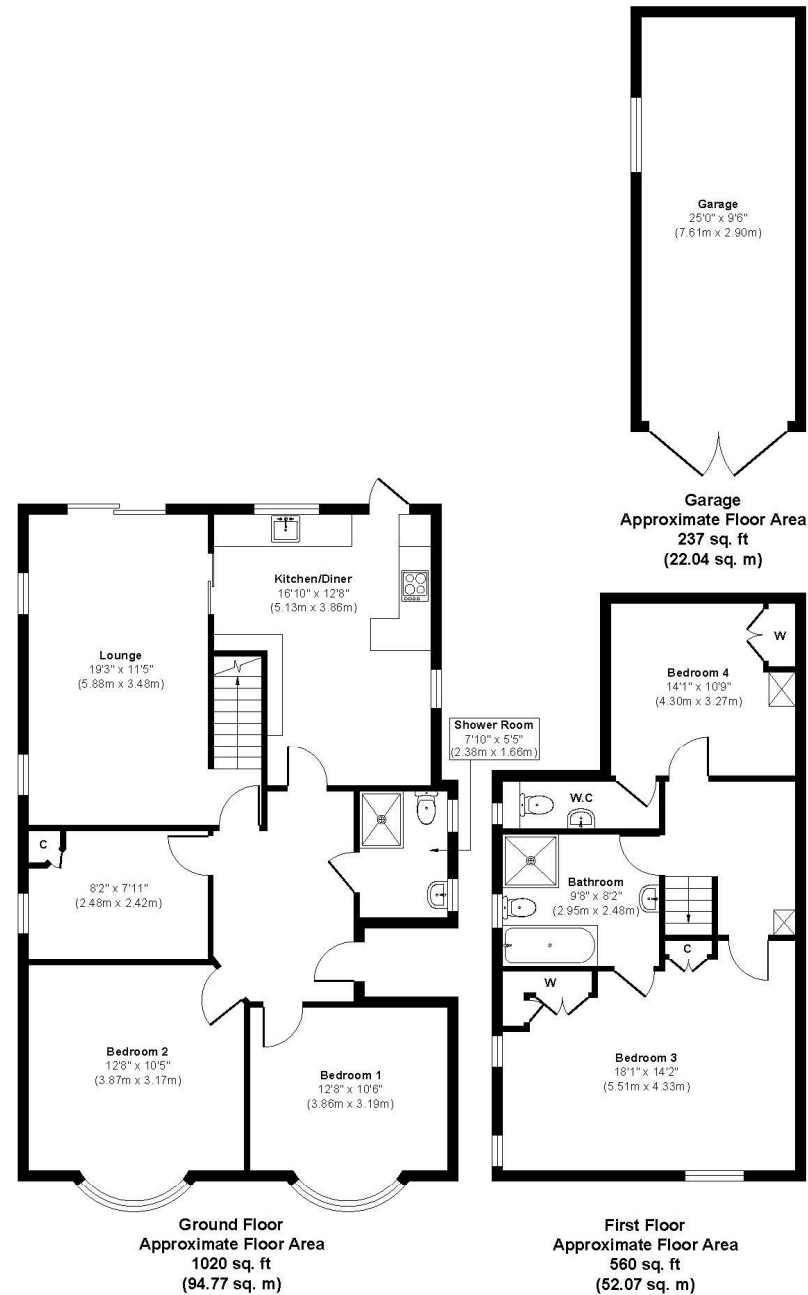 Garage
25'0" x 9'6"
(7.61m x 2.90m)
Garage
Approximate Floor Area
237 sq. ft
(22.04 sq. m)
Kitchen/Diner
16'10" x 12'8"
(5.13m x 3.86m)
Lounge
19'3" x 11'5"
(5.88m x 3.48m)
Shower Room
7'10" x 5'5"
(2.38m x 1.66m)
C
8'2" x 7'11"
(2.48m x 2.42m)
Bedroom 2
12'8" x 10'5"
(3.87m x 3.17m)
Bedroom 1
12'8" x 10'6"
(3.86m x 3.19m)
Ground Floor
Approximate Floor Area
1020 sq. ft
(94.77 sq. m)
W
Bedroom 4
14'1" x 10'9"
(4.30m x 3.27m)
W.C
Bathroom
9'8" x 8'2"
(2.95m x 2.48m)
C
W
Bedroom 3
18'1" x 14'2"
(5.51m x 4.33m)
First Floor
Approximate Floor Area
560 sq. ft
(52.07 sq. m)